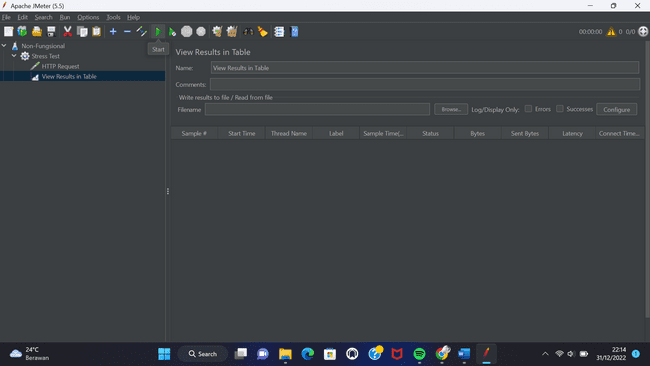 Apache JMeter (5.5)
File Edit Search Run Options Tools Help
00:00:00 0 0/0
Start
Non-Fungsional
Stress Test
HTTP Request
View Results in Table
View Results in Table
Name: View Results in Table
Comments:
Write results to file / Read from file
Filename Browse... Log/Display Only: Errors Successes Configure
Sample # Start Time Thread Name Label Sample Time(... Status Bytes Sent Bytes Latency Connect Time...
24°C
Berawan
Search
22:14
31/12/2022